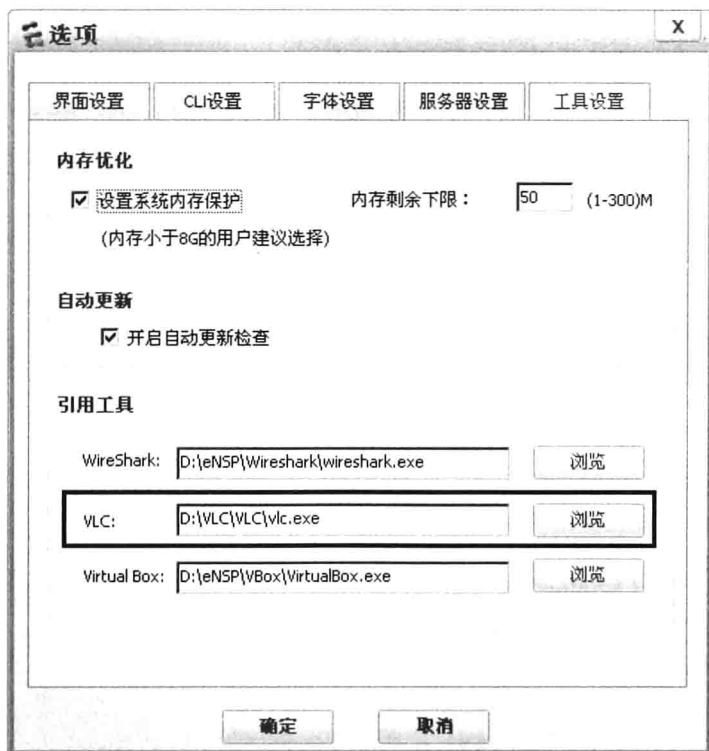 选项
X
界面设置 CLI设置 字体设置 服务器设置 工具设置
内存优化
设置系统内存保护 内存剩余下限： 50 (1-300)M
(内存小于8G的用户建议选择)
自动更新
开启自动更新检查
引用工具
WireShark: D:\eNSP\Wireshark\wireshark.exe 浏览
VLC: D:\VLC\VLC\vlc.exe 浏览
Virtual Box: D:\eNSP\VBox\VirtualBox.exe 浏览
确定 取消